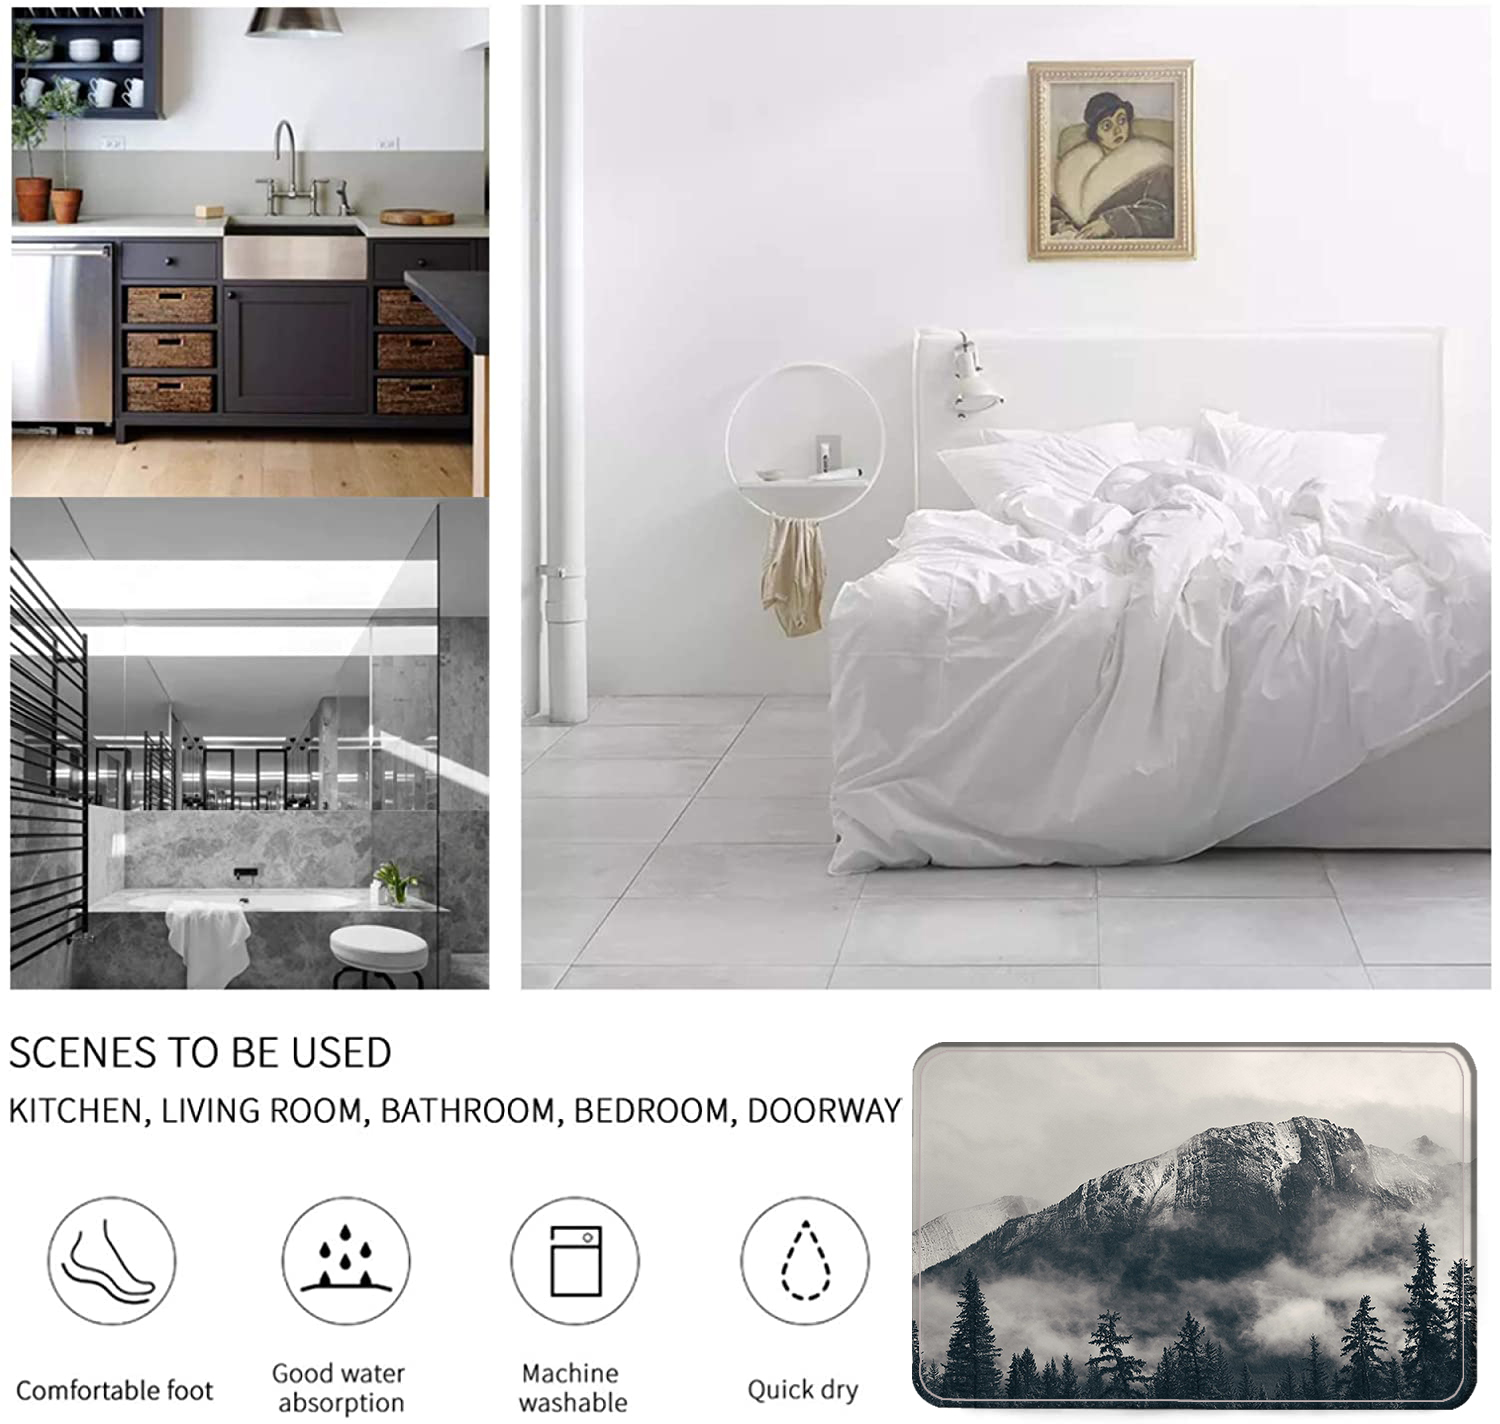 SCENES TO BE USED
KITCHEN, LIVING ROOM, BATHROOM, BEDROOM, DOORWAY
Comfortable foot
Good water
absorption
Machine
washable
Quick dry